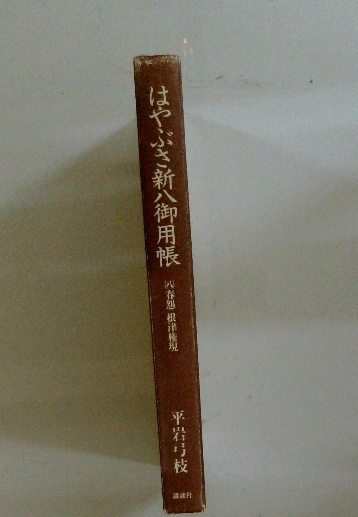 はやぶさ新八御用帳
(八)春怨 根津権現
平岩弓枝
講談社